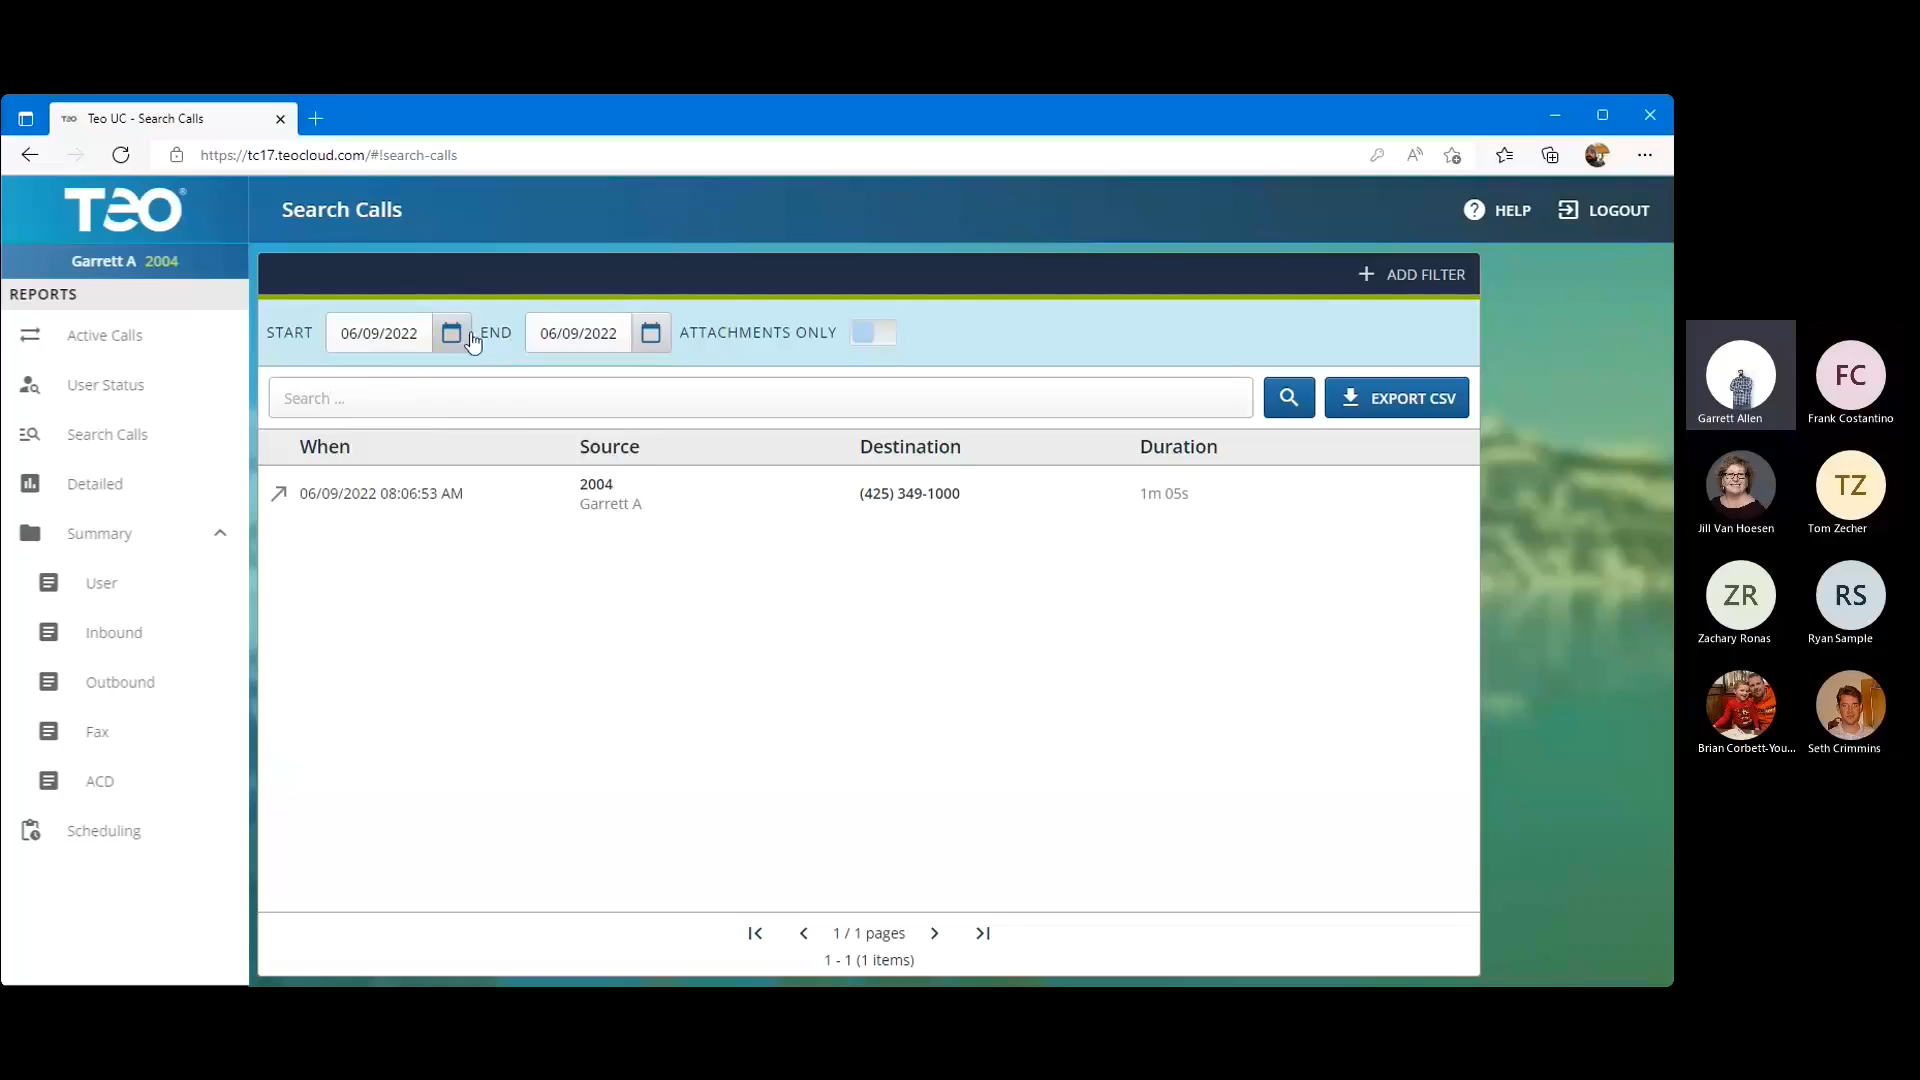 TEO Teo UC - Search Calls
https://tc17.teocloud.com/#!search-calls
TEO®
Search Calls
HELP
LOGOUT
Garrett A 2004
REPORTS
Active Calls
User Status
Search Calls
Detailed
Summary
User
Inbound
Outbound
Fax
ACD
Scheduling
ADD FILTER
START 06/09/2022 END 06/09/2022 ATTACHMENTS ONLY
Search ...
EXPORT CSV
When Source Destination Duration
06/09/2022 08:06:53 AM 2004 (425) 349-1000 1m 05s
Garrett A
1 / 1 pages
1 - 1 (1 items)
Garrett Allen
FC
Frank Costantino
Jill Van Hoesen
TZ
Tom Zecher
ZR
Zachary Ronas
RS
Ryan Sample
Brian Corbett-You...
Seth Crimmins